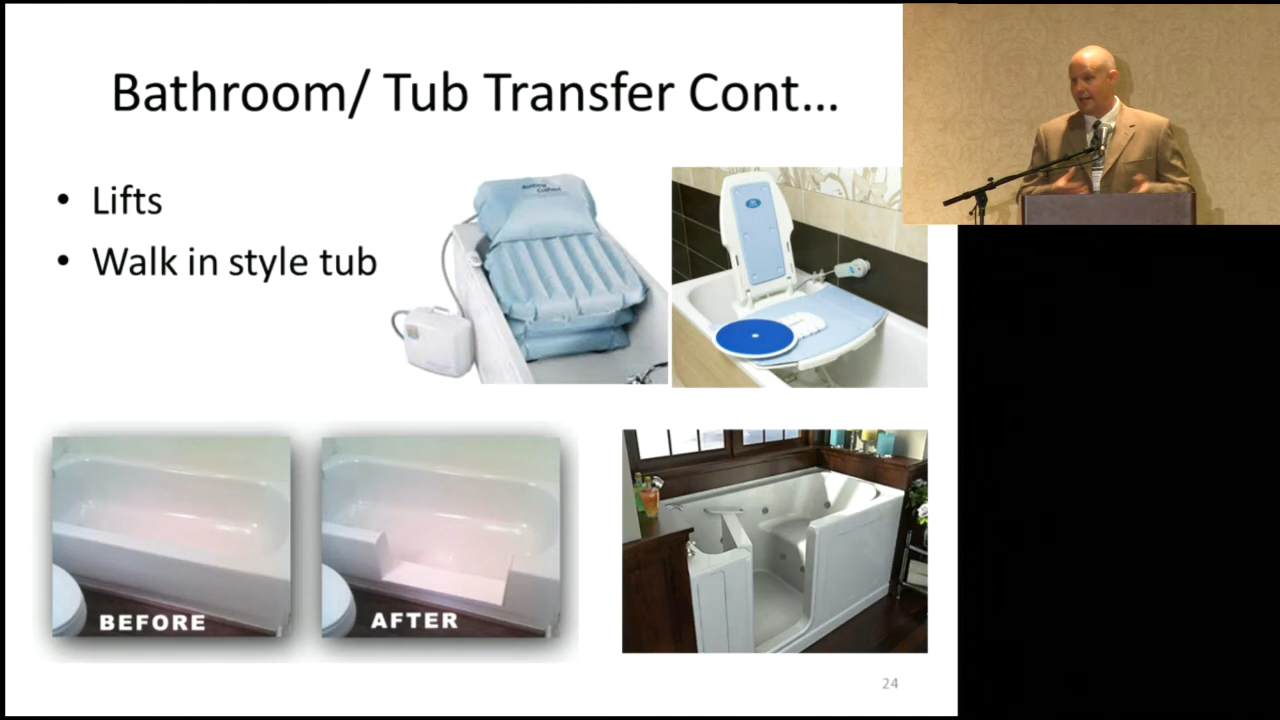 Bathroom/ Tub Transfer Cont...
• Lifts
• Walk in style tub
BEFORE
AFTER
24